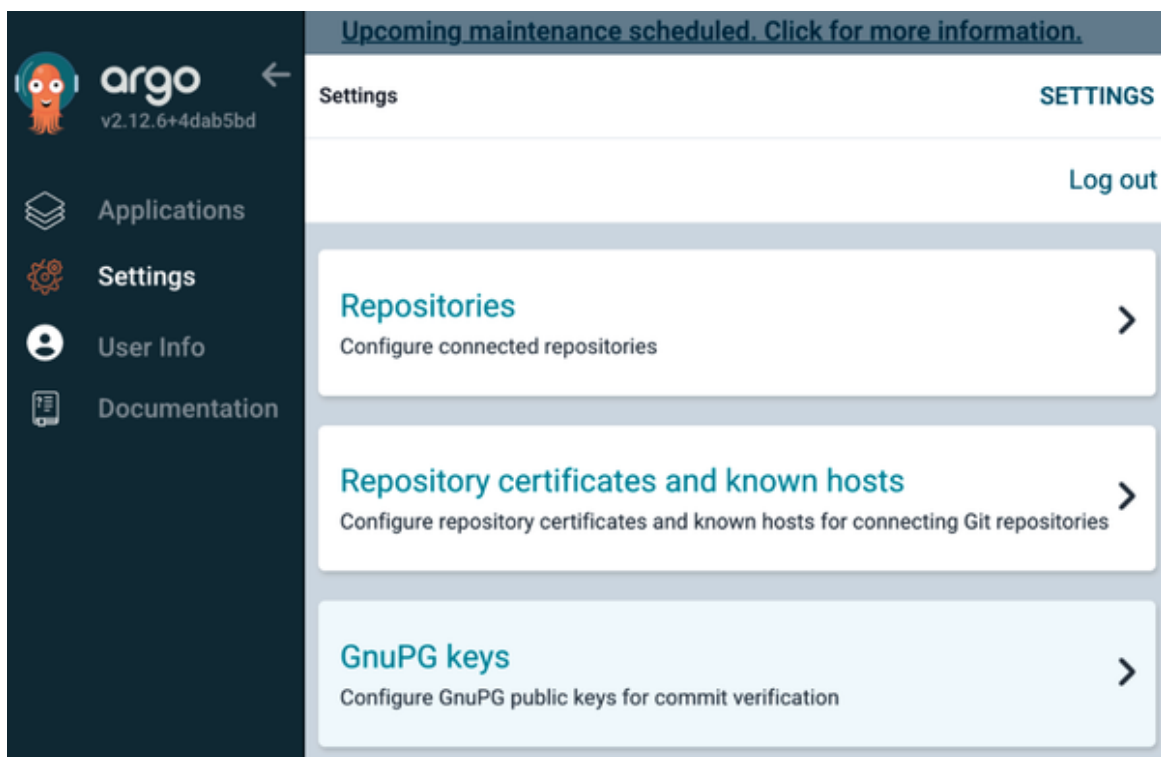 Upcoming maintenance scheduled. Click for more information.
argo
v2.12.6+4dab5bd
Applications
Settings
User Info
Documentation
Settings
SETTINGS
Log out
Repositories
Configure connected repositories
Repository certificates and known hosts
Configure repository certificates and known hosts for connecting Git repositories
GnuPG keys
Configure GnuPG public keys for commit verification